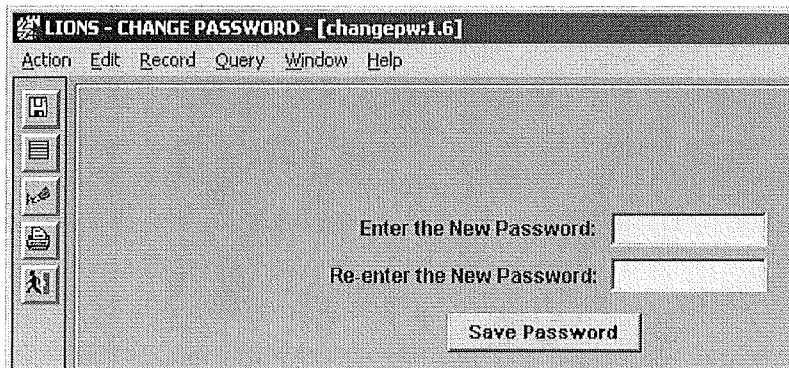 LIONS - CHANGE PASSWORD - [changepw:1.6]
Action Edit Record Query Window Help
Enter the New Password:
Re-enter the New Password:
Save Password